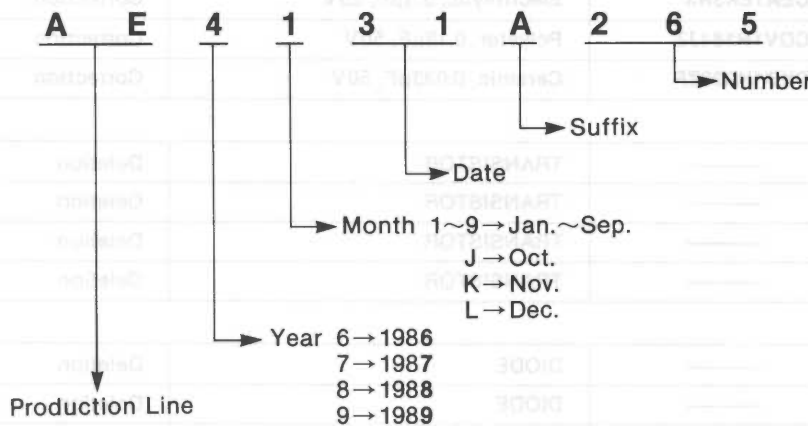 A E 4 1 3 1 A 2 6 5
Number
Suffix
Date
Month 1~9→Jan.~Sep.
J→Oct.
K→Nov.
L→Dec.
Year 6→1986
7→1987
8→1988
9→1989
Production Line